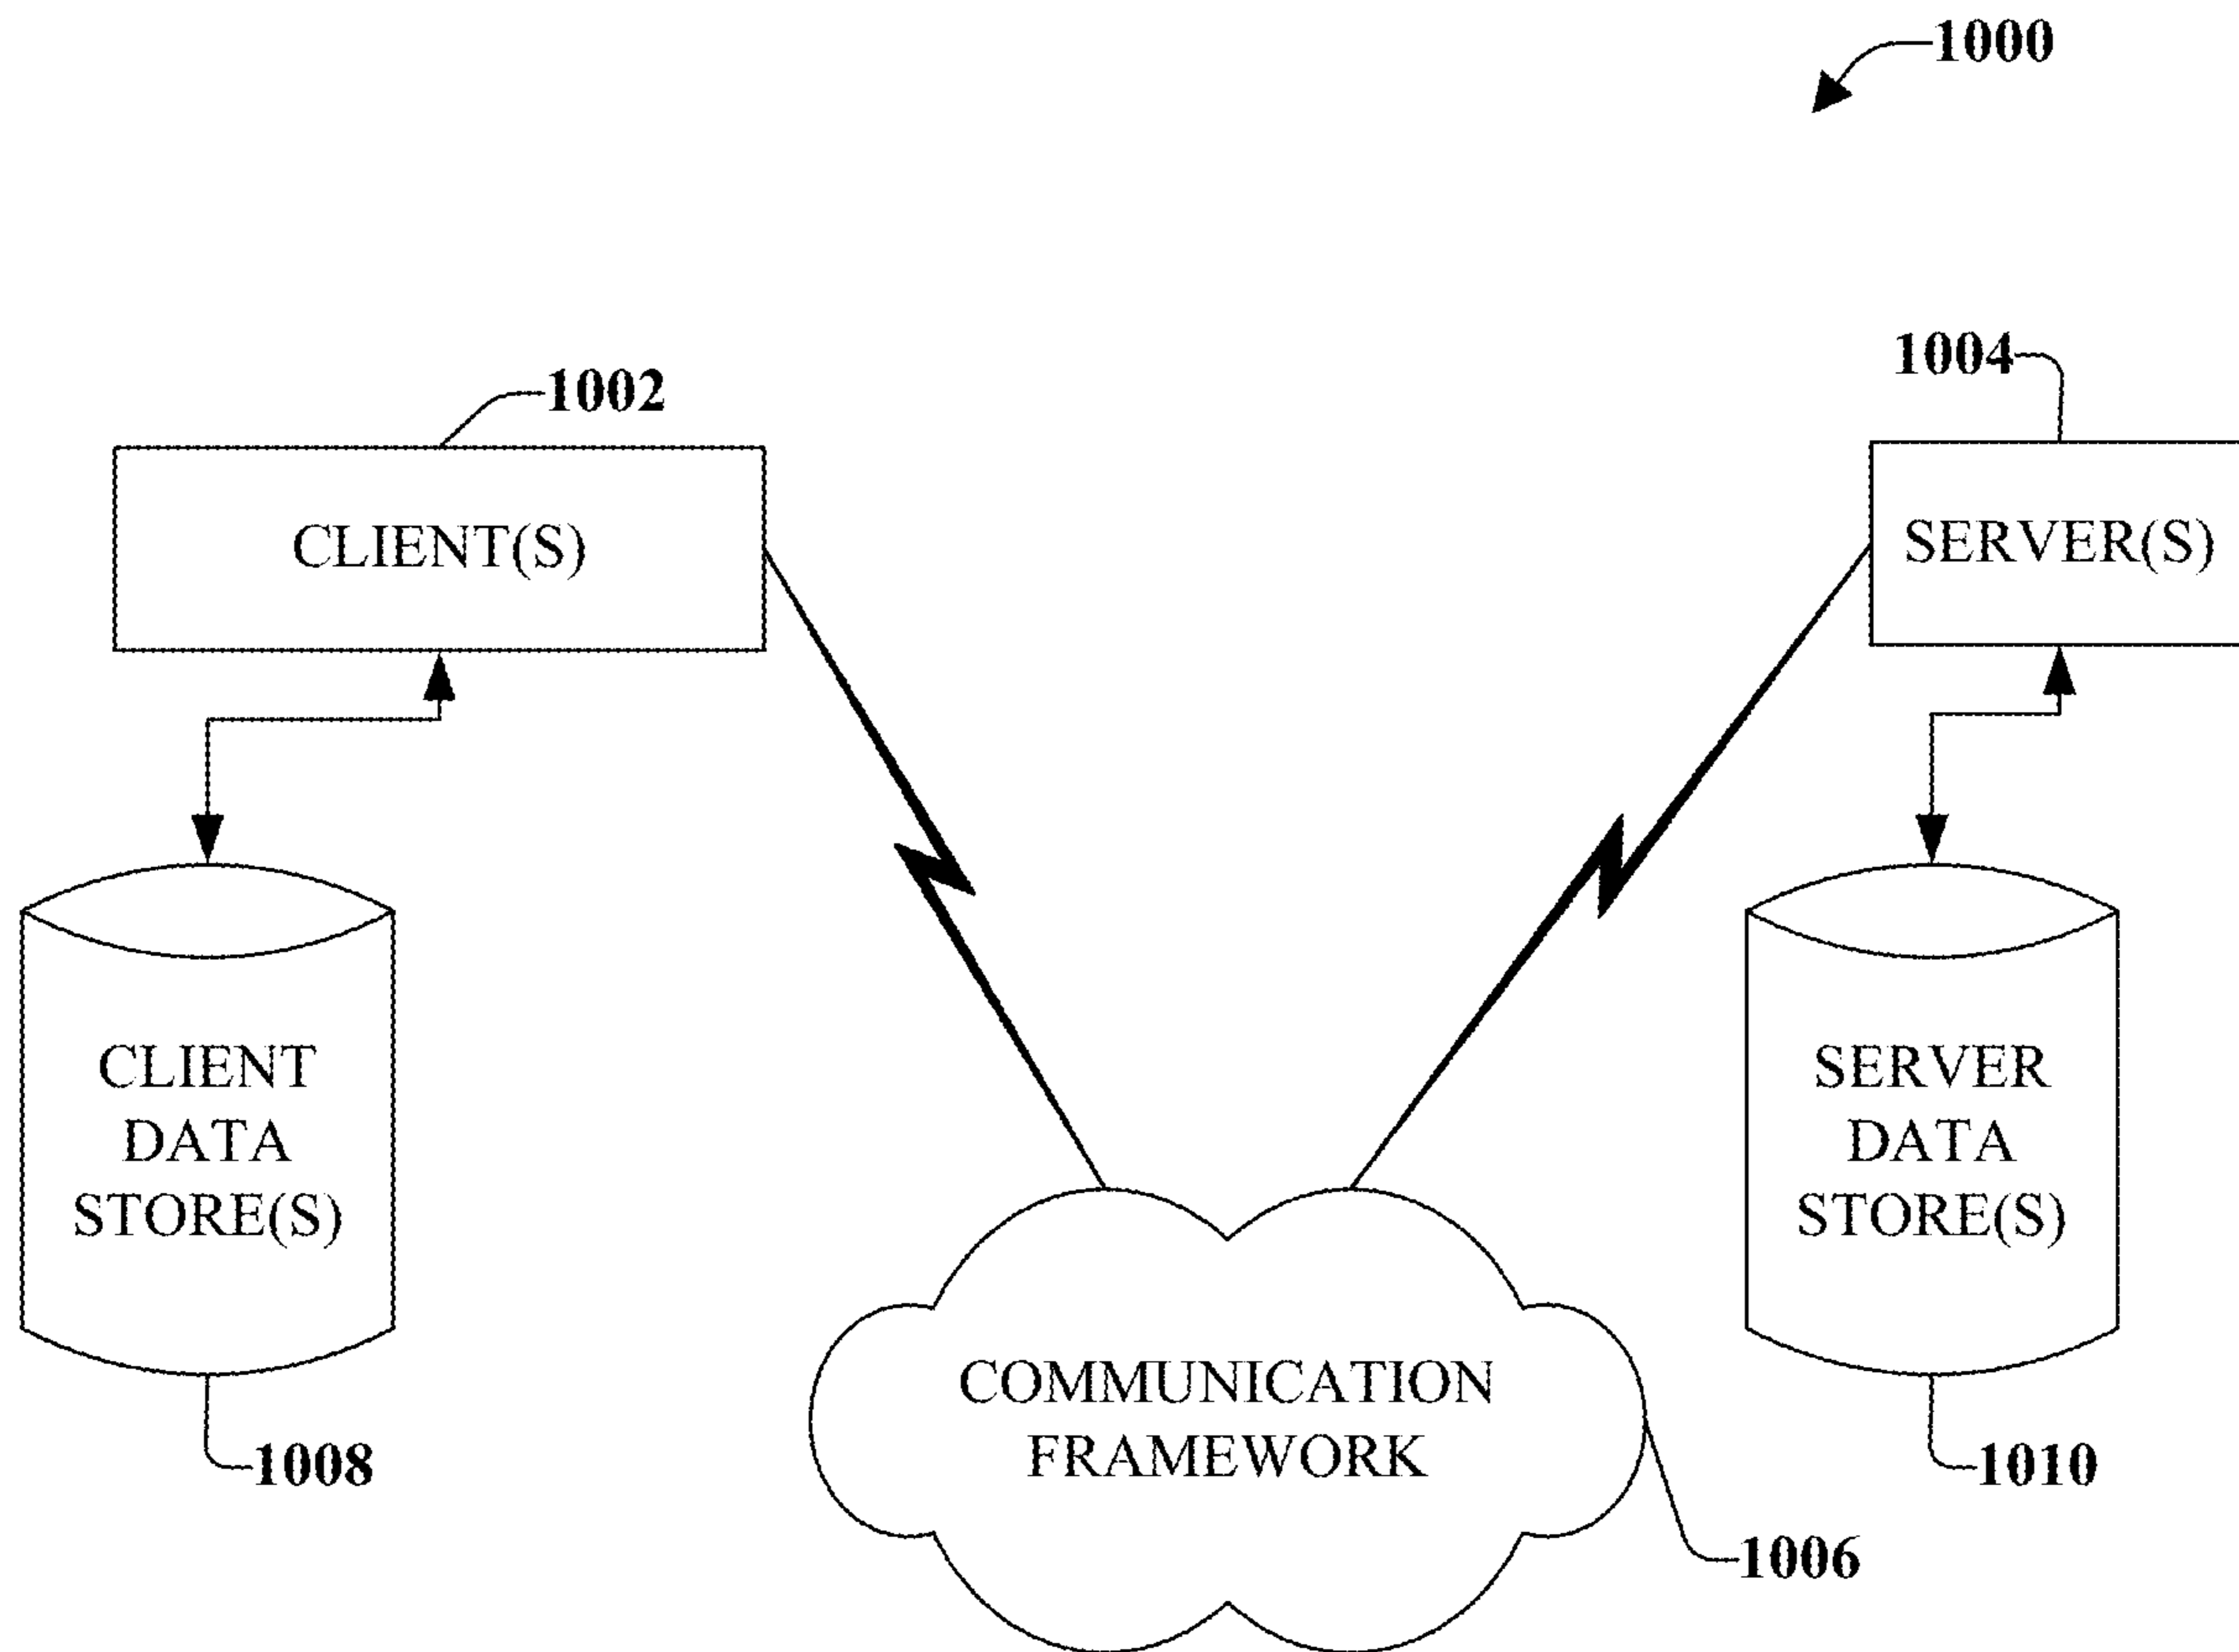 1000
1002
1004
CLIENT(S)
SERVER(S)
CLIENT
DATA
STORE(S)
SERVER
DATA
STORE(S)
COMMUNICATION
FRAMEWORK
1008
1010
1006